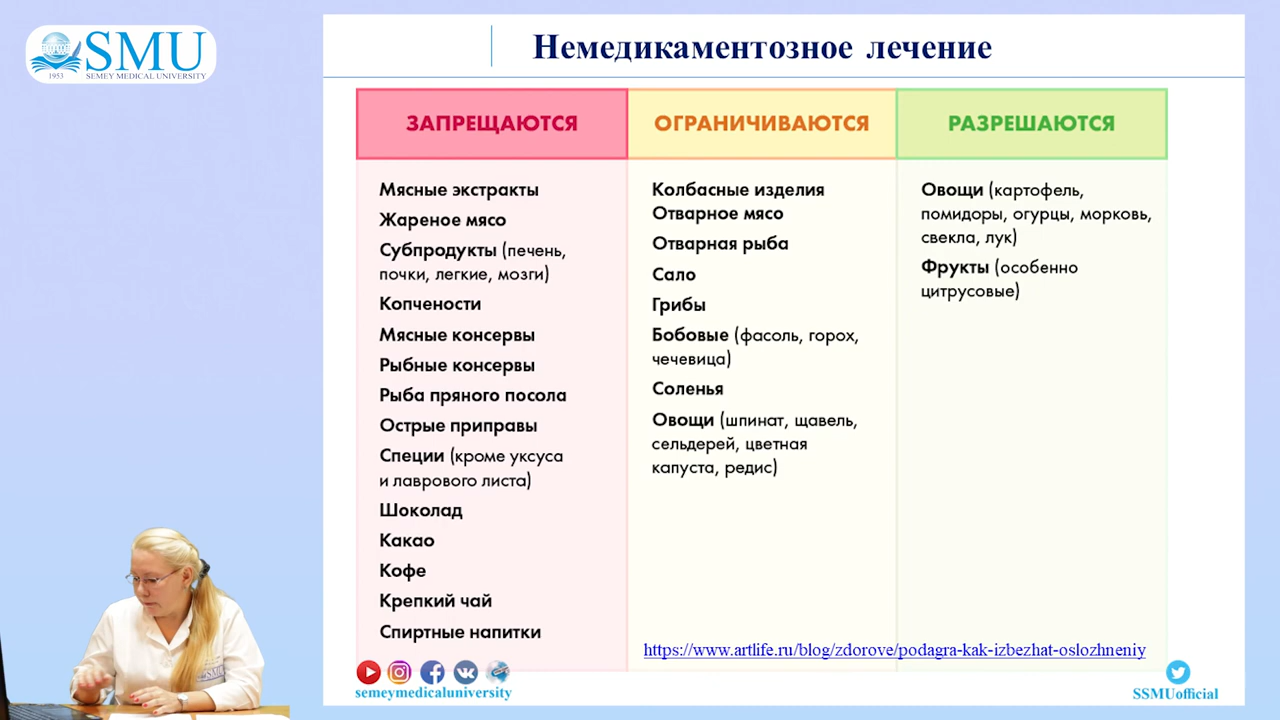 SMU
SEMEY MEDICAL UNIVERSITY
1953
Немедикаментозное лечение
ЗАПРЕЩАЮТСЯ
Мясные экстракты
Жареное мясо
Субпродукты (печень,
почки, легкие, мозги)
Копчености
Мясные консервы
Рыбные консервы
Рыба пряного посола
Острые приправы
Специи (кроме уксуса
и лаврового листа)
Шоколад
Какао
Кофе
Крепкий чай
Спиртные напитки
ОГРАНИЧИВАЮТСЯ
Колбасные изделия
Отварное мясо
Отварная рыба
Сало
Грибы
Бобовые (фасоль, горох,
чечевица)
Соленья
Овощи (шпинат, щавель,
сельдерей, цветная
капуста, редис)
РАЗРЕШАЮТСЯ
Овощи (картофель,
помидоры, огурцы, морковь,
свекла, лук)
Фрукты (особенно
цитрусовые)
https://www.artlife.ru/blog/zdorove/podagra-kak-izbezhat-oslozhneniy
semeymedicaluniversity
SSMUofficial